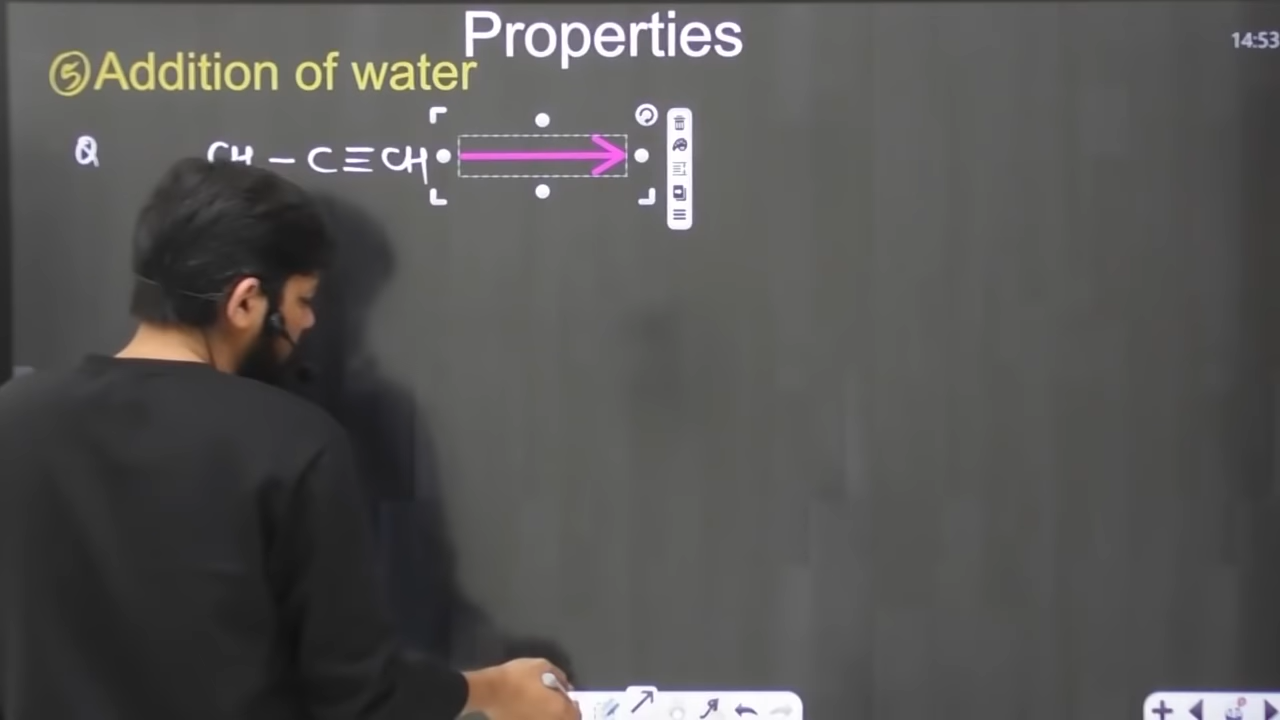 Properties
14:53
⑤Addition of water
Q CH – C≡CH